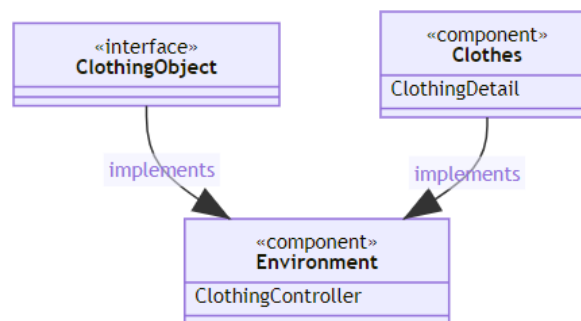 «interface»
ClothingObject
«component»
Clothes
ClothingDetail
implements
implements
«component»
Environment
ClothingController